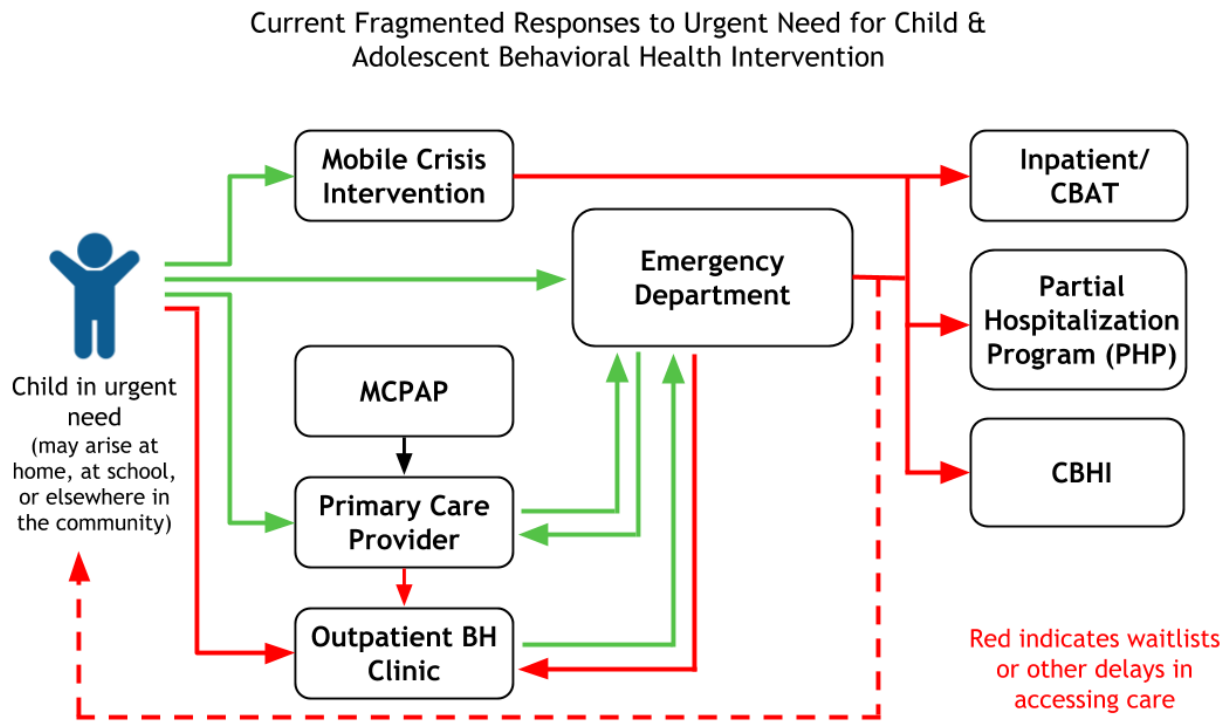 Current Fragmented Responses to Urgent Need for Child &
Adolescent Behavioral Health Intervention
Mobile Crisis
Intervention
Inpatient/
CBAT
Emergency
Department
Partial
Hospitalization
Program (PHP)
Child in urgent
need
(may arise at
home, at school,
or elsewhere in
the community)
MCPAP
CBHI
Primary Care
Provider
Outpatient BH
Clinic
Red indicates waitlists
or other delays in
accessing care